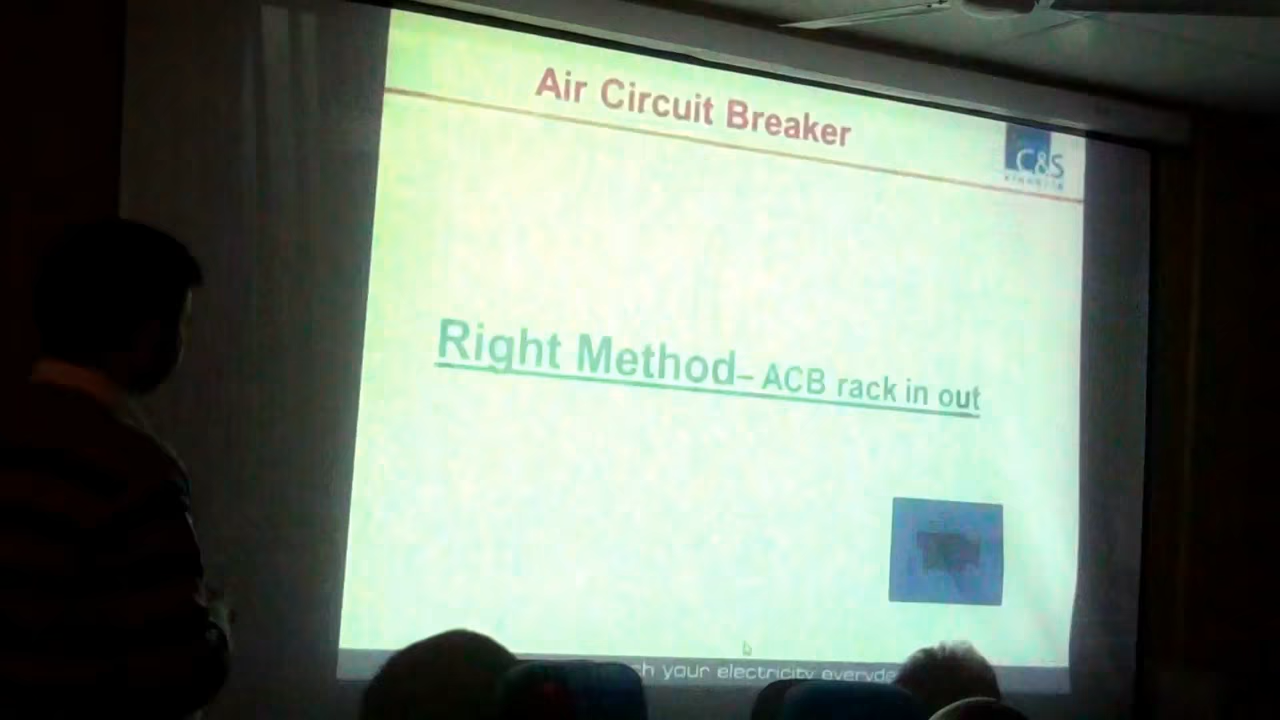 Air Circuit Breaker
C&S
Right Method– ACB rack in out
your electricity